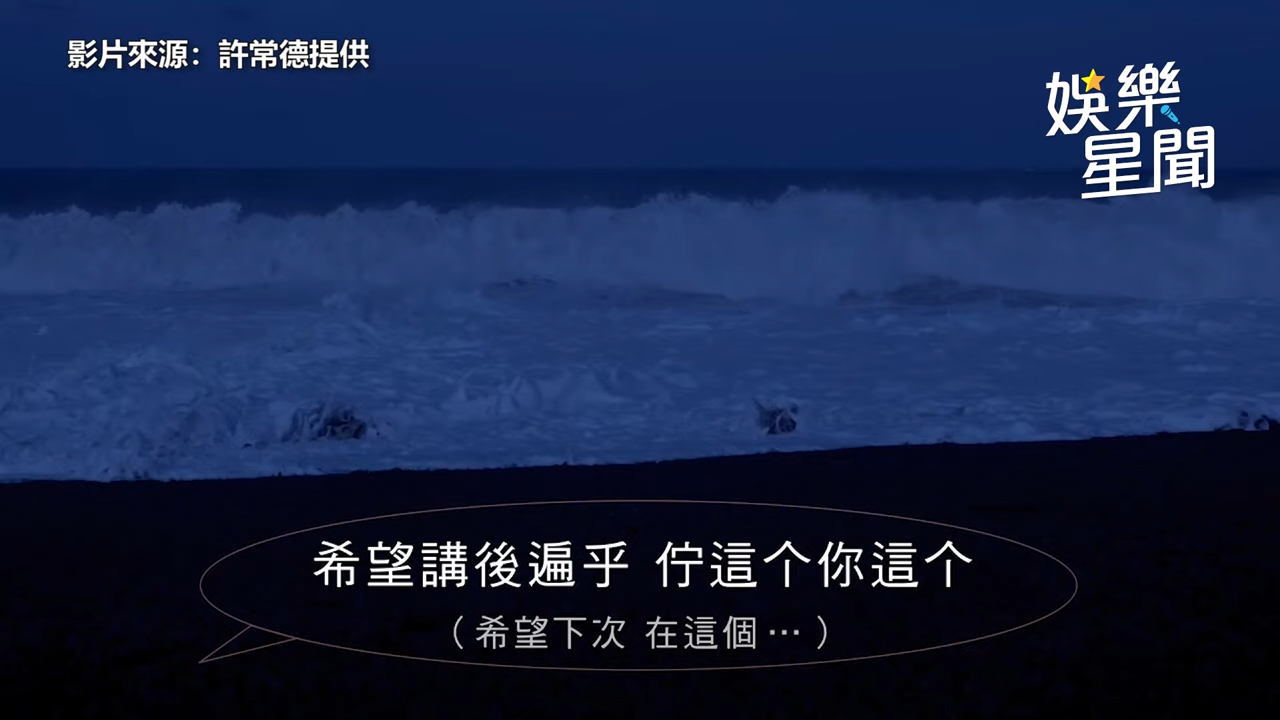 影片來源：許常德提供
娛樂
星聞
希望講後遍乎 佇這个你這个
（希望下次 在這個…）